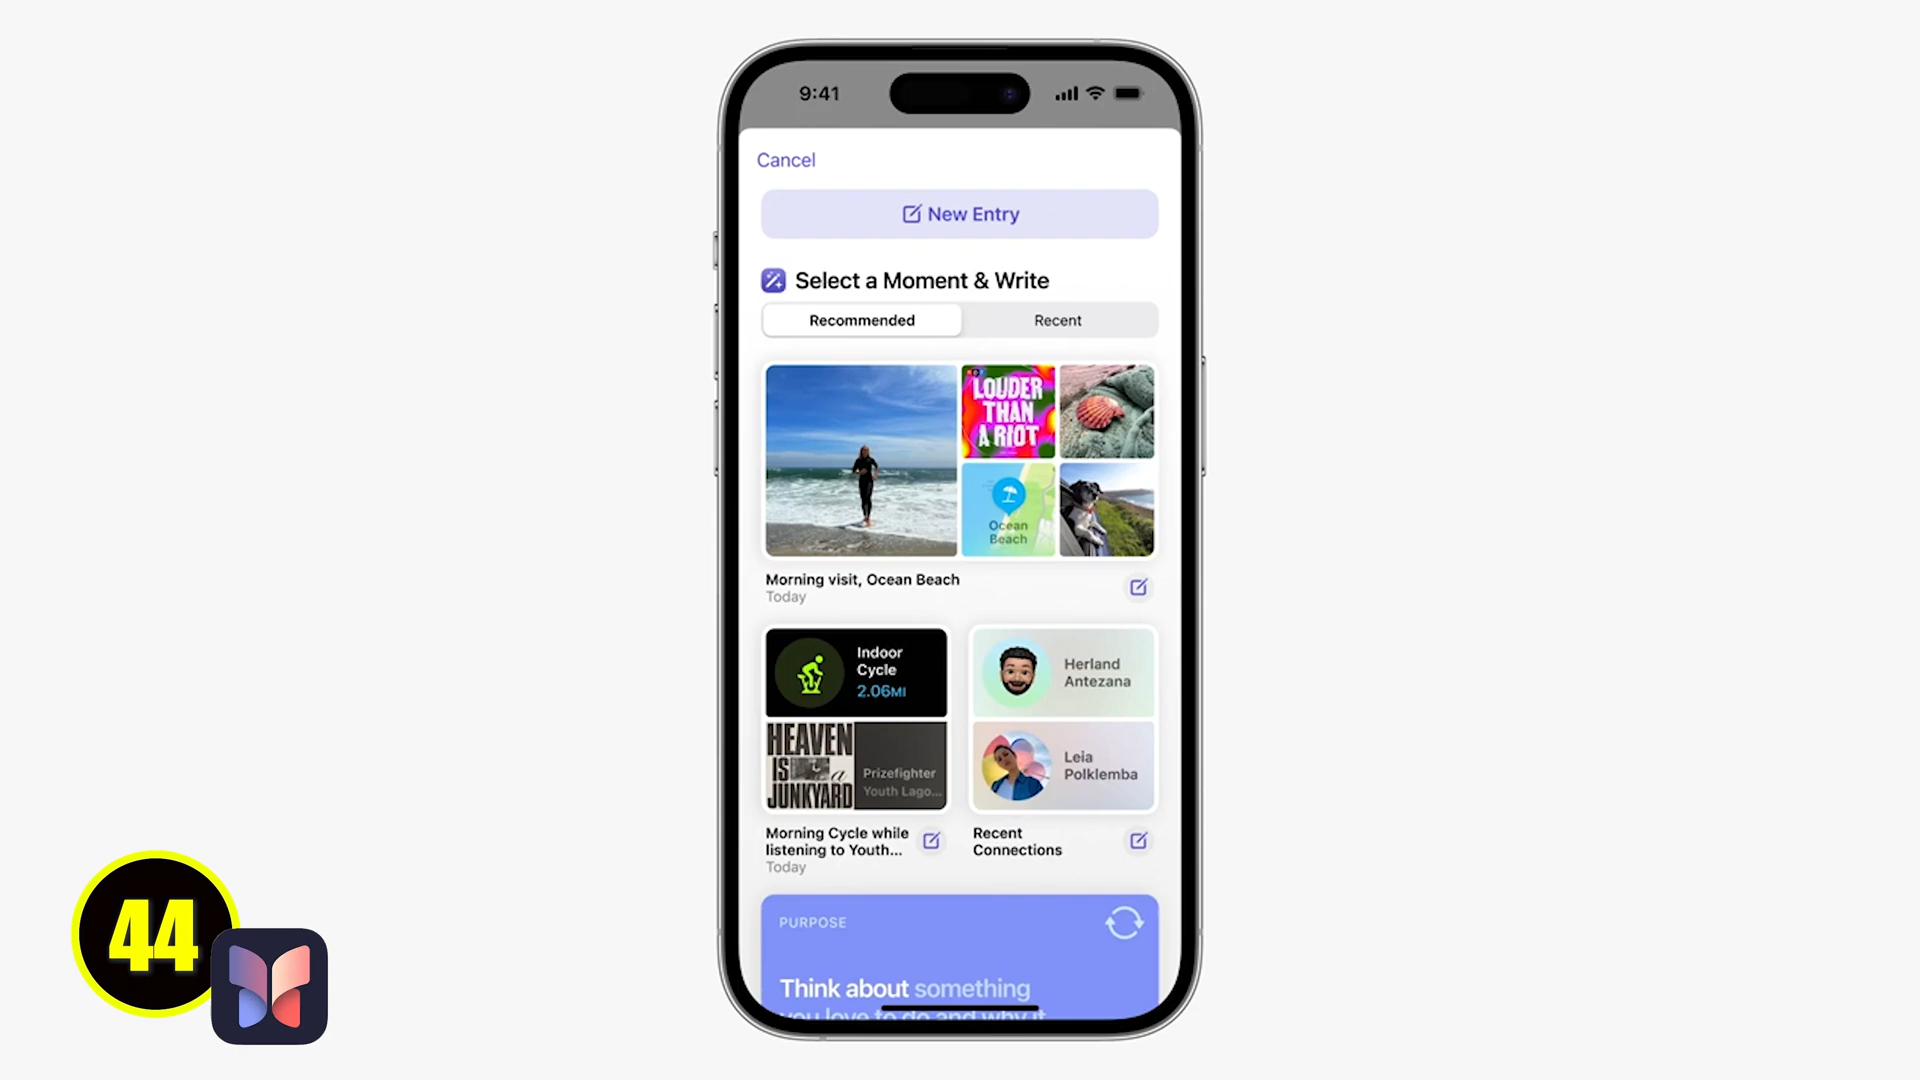 9:41
Cancel
New Entry
Select a Moment & Write
Recommended
Recent
LOUDER
THAN
A RIOT
Ocean
Beach
Morning visit, Ocean Beach
Today
Indoor
Cycle
2.06MI
HEAVEN
IS a
JUNKYARD
Prizefighter
Youth Lago...
Morning Cycle while
listening to Youth...
Today
Herland
Antezana
Leia
Polklemba
Recent
Connections
PURPOSE
Think about something
you love to do and why it
44